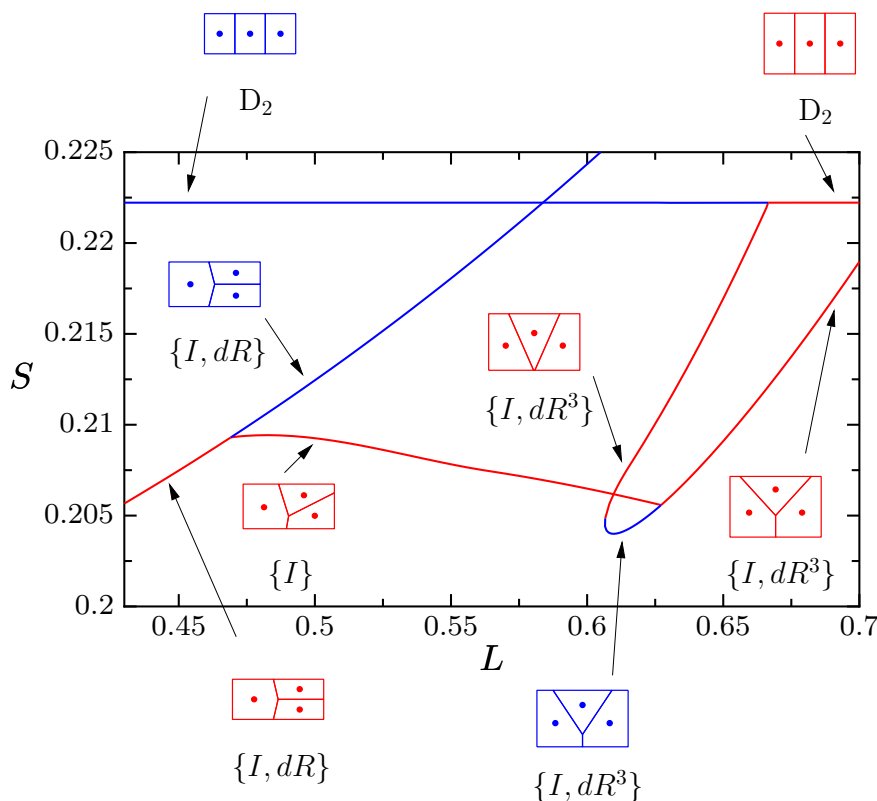 D₂
D₂
0.225
0.22
0.215
0.21
0.205
0.2
S
{I, dR}
{I, dR³}
{I}
{I, dR³}
0.45
0.5
0.55
0.6
0.65
0.7
L
{I, dR}
{I, dR³}